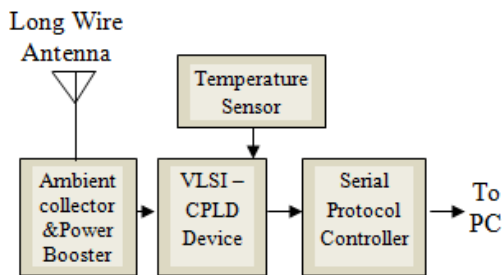 Long Wire
Antenna
Temperature
Sensor
Ambient
collector
&Power
Booster
VLSI –
CPLD
Device
Serial
Protocol
Controller
To
PC